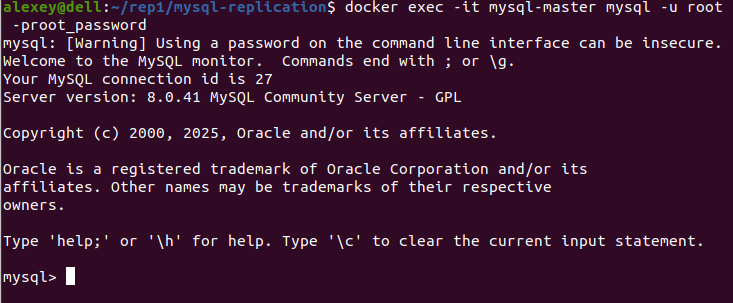 alexey@dell:~/rep1/mysql-replication$ docker exec -it mysql-master mysql -u root
 -proot_password
mysql: [Warning] Using a password on the command line interface can be insecure.
Welcome to the MySQL monitor.  Commands end with ; or \g.
Your MySQL connection id is 27
Server version: 8.0.41 MySQL Community Server - GPL

Copyright (c) 2000, 2025, Oracle and/or its affiliates.

Oracle is a registered trademark of Oracle Corporation and/or its
affiliates. Other names may be trademarks of their respective
owners.

Type 'help;' or '\h' for help. Type '\c' to clear the current input statement.

mysql>